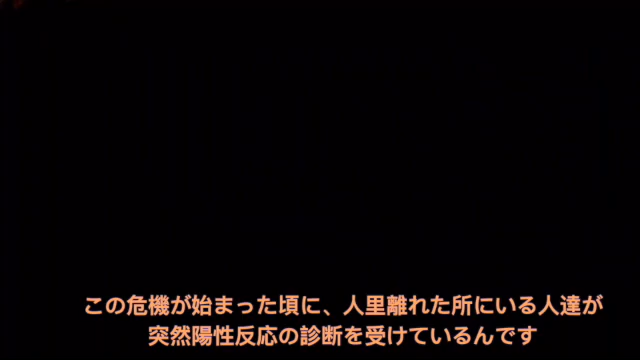 この危機が始まった頃に、人里離れた所にいる人達が
突然陽性反応の診断を受けているんです